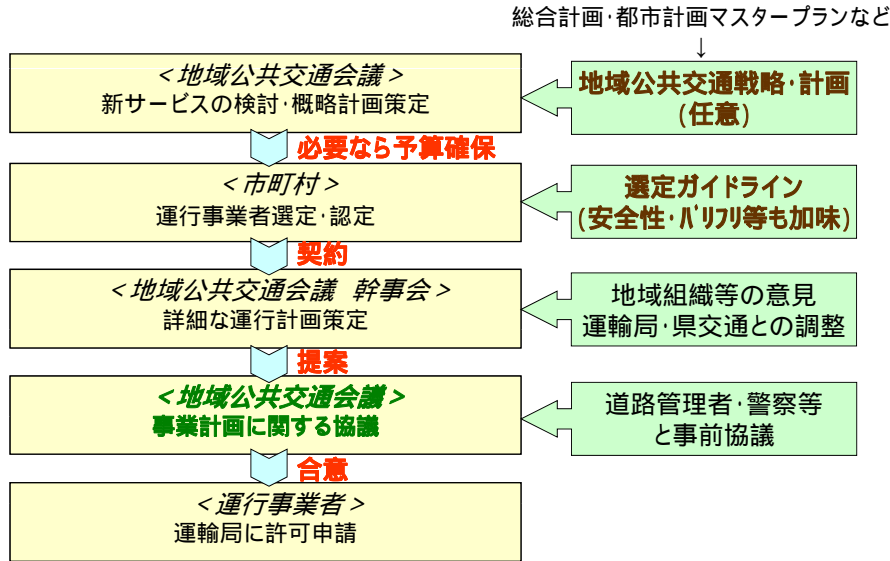 総合計画・都市計画マスタープランなど
↓
<地域公共交通会議>
新サービスの検討・概略計画策定
地域公共交通戦略・計画
(任意)
必要なら予算確保
<市町村>
運行事業者選定・認定
選定ガイドライン
(安全性・バリフリ等も加味)
契約
<地域公共交通会議 幹事会>
詳細な運行計画策定
地域組織等の意見
運輸局・県交通との調整
提案
<地域公共交通会議>
事業計画に関する協議
道路管理者・警察等
と事前協議
合意
<運行事業者>
運輸局に許可申請